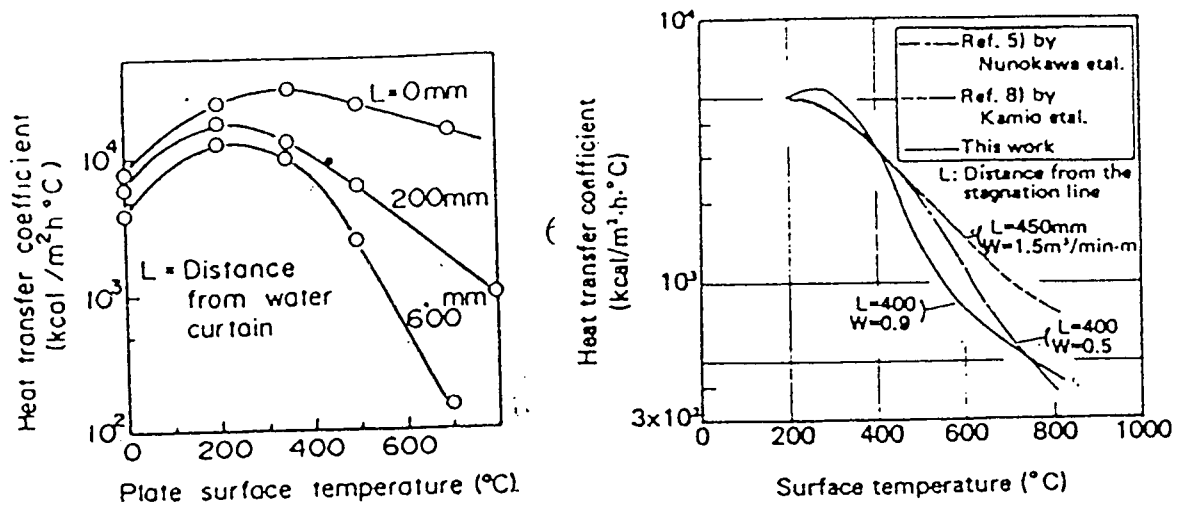 Heat transfer coefficient
(kcal/m²h°C)
10⁴
10³
10²
L=0mm
200mm
600mm
L = Distance
from water
curtain
0
200
400
600
Plate surface temperature (°C)
Heat transfer coefficient
(kcal/m²·h·°C)
10⁴
10³
3×10²
Ref. 5) by
Nunokawa etal.
Ref. 8) by
Kamio etal.
This work
L: Distance from the
stagnation line
L=450mm
W=1.5m³/min·m
L=400
W=0.9
L=400
W=0.5
0
200
400
600
800
1000
Surface temperature (°C)